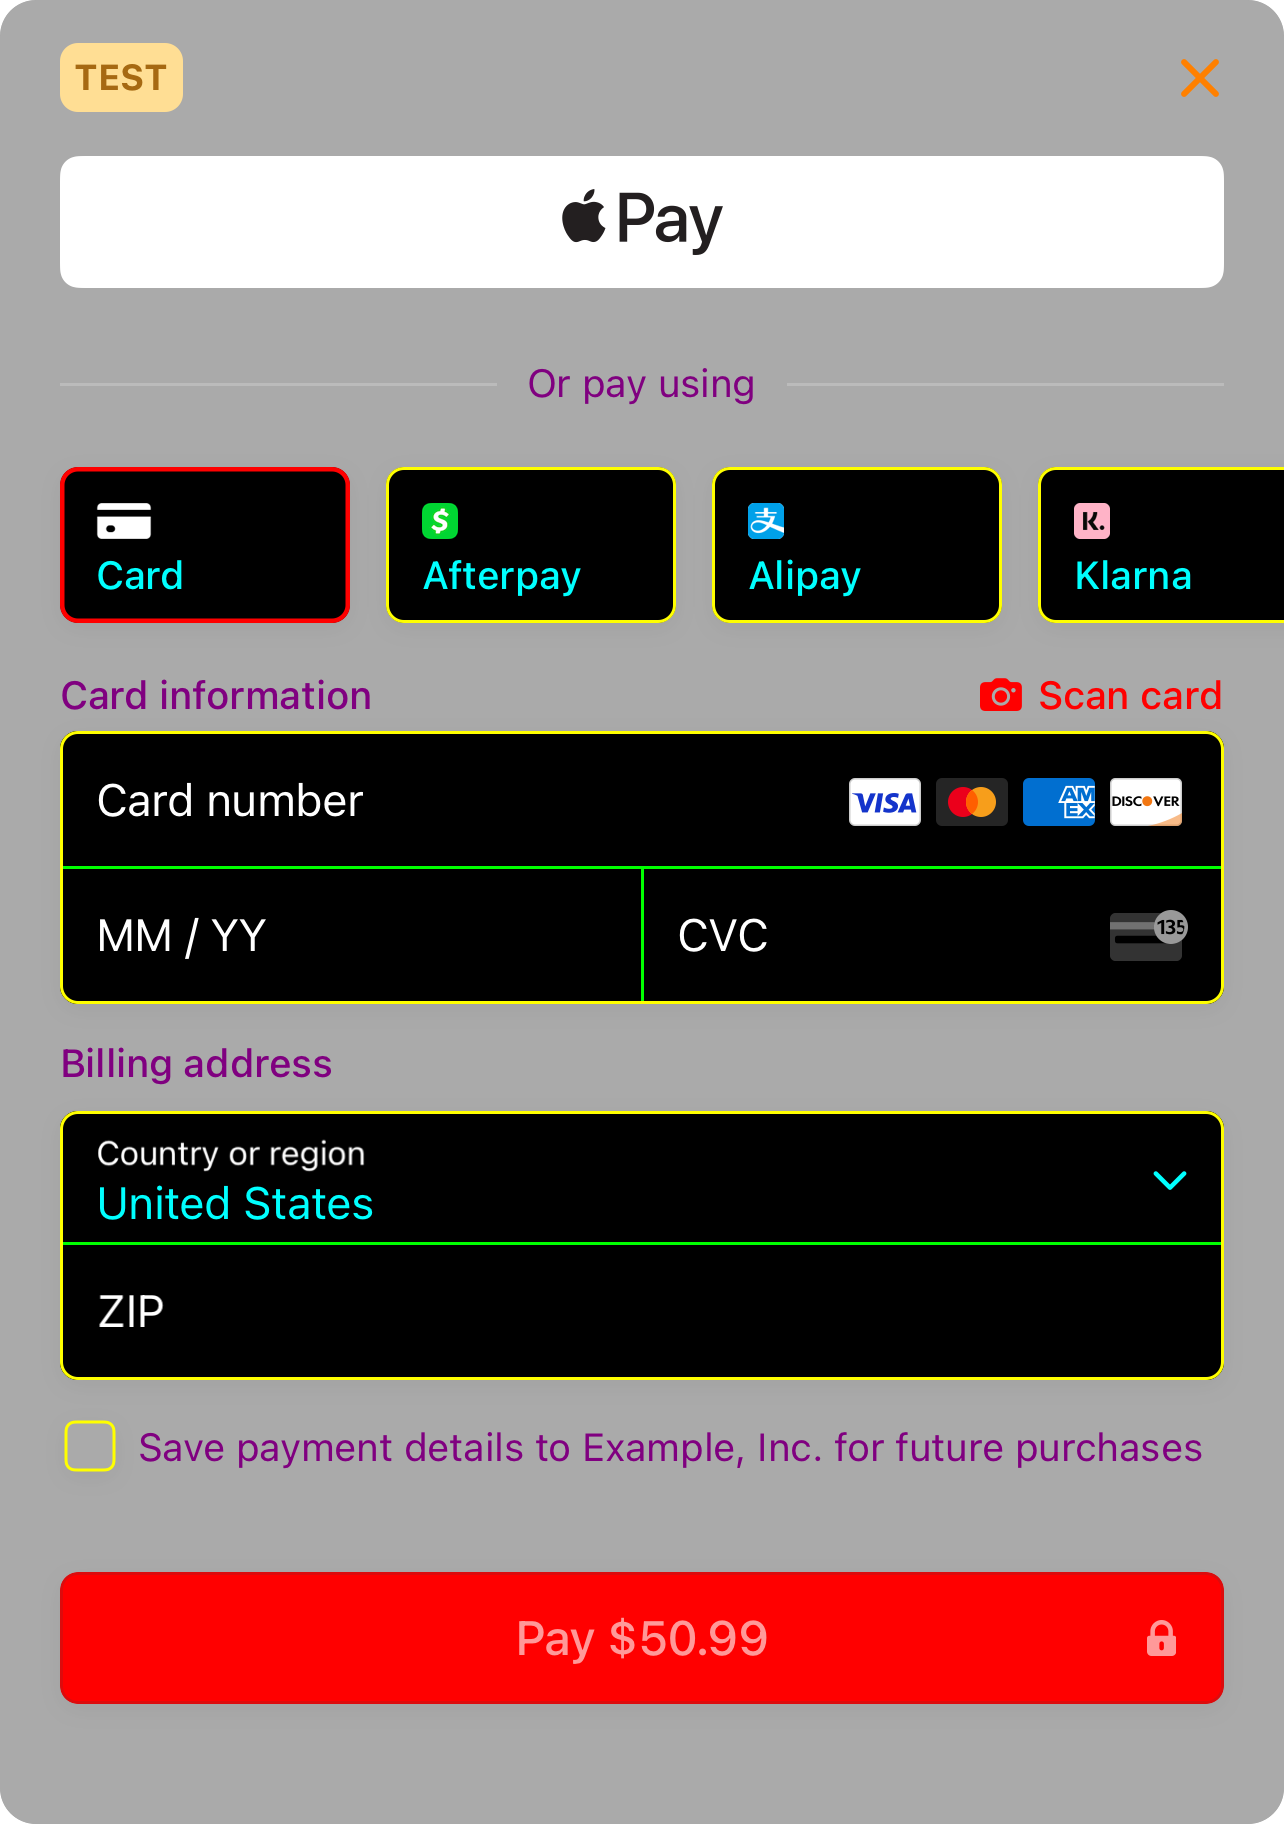 TEST
Pay
Or pay using
Card
Afterpay
Alipay
Klarna
Card information
Scan card
Card number
VISA
AM
EX
DISCOVER
MM / YY
CVC
135
Billing address
Country or region
United States
ZIP
Save payment details to Example, Inc. for future purchases
Pay $50.99